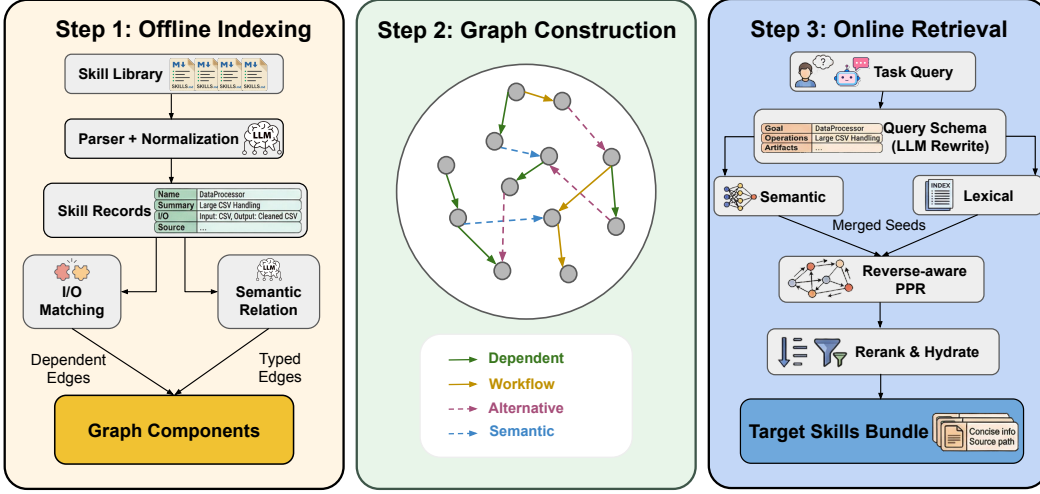 Step 1: Offline Indexing
Skill Library
M↓ M↓ M↓ M↓
SKILLS.md SKILLS.md SKILLS.md SKILLS.md
Parser + Normalization
LLM
Skill Records
Name DataProcessor
Summary Large CSV Handling
I/O Input: CSV, Output: Cleaned CSV
Source ...
I/O
Matching
LLM
Semantic
Relation
Dependent
Edges
Typed
Edges
Graph Components
Step 2: Graph Construction
Dependent
Workflow
Alternative
Semantic
Step 3: Online Retrieval
?
Task Query
Goal DataProcessor
Operations Large CSV Handling
Artifacts ...
Query Schema
(LLM Rewrite)
Semantic
INDEX
Lexical
Merged Seeds
Reverse-aware
PPR
Rerank & Hydrate
Target Skills Bundle
Concise info
Source path